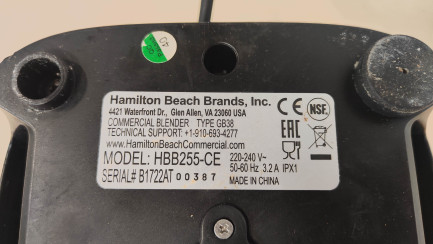 Hamilton Beach Brands, Inc.
4421 Waterfront Dr., Glen Allen, VA 23060 USA
COMMERCIAL BLENDER TYPE GB38
TECHNICAL SUPPORT: +1-910-693-4277
www.HamiltonBeachCommercial.com
MODEL: HBB255-CE
220-240 V~
50-60 Hz 3.2 A IPX1
SERIAL# B1722AT 00387
MADE IN CHINA
CE
NSF
EAC